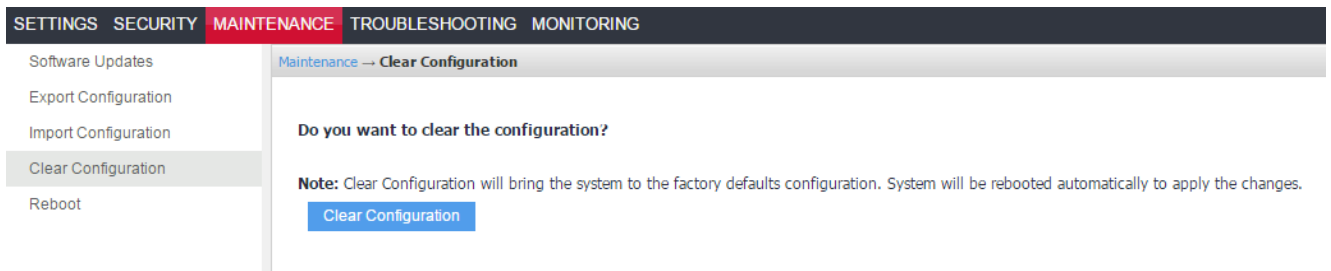 SETTINGS SECURITY MAINTENANCE TROUBLESHOOTING MONITORING
Software Updates
Export Configuration
Import Configuration
Clear Configuration
Reboot
Maintenance → Clear Configuration
Do you want to clear the configuration?
Note: Clear Configuration will bring the system to the factory defaults configuration. System will be rebooted automatically to apply the changes.
Clear Configuration